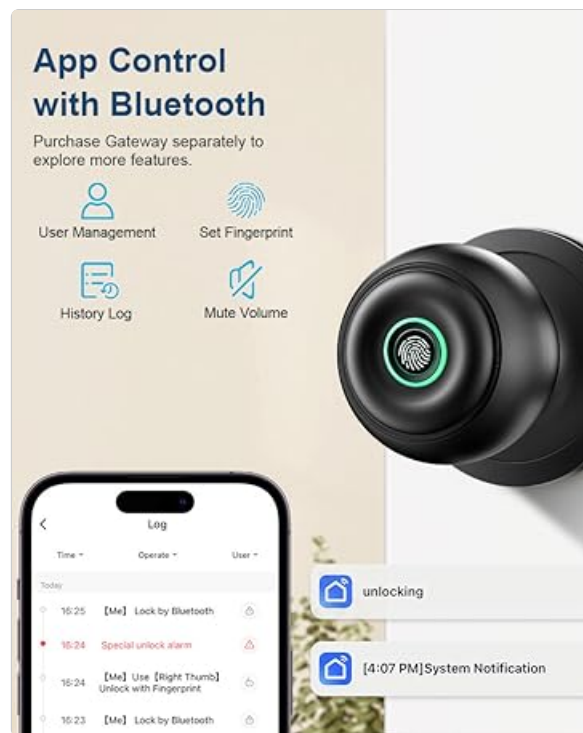 App Control
with Bluetooth
Purchase Gateway separately to
explore more features.
User Management
Set Fingerprint
History Log
Mute Volume
Log
Time
Operate
User
Today
16:25 【Me】 Lock by Bluetooth
16:24 Special unlock alarm
16:24 【Me】 Use 【Right Thumb】
Unlock with Fingerprint
16:23 【Me】 Lock by Bluetooth
unlocking
[4:07 PM]System Notification